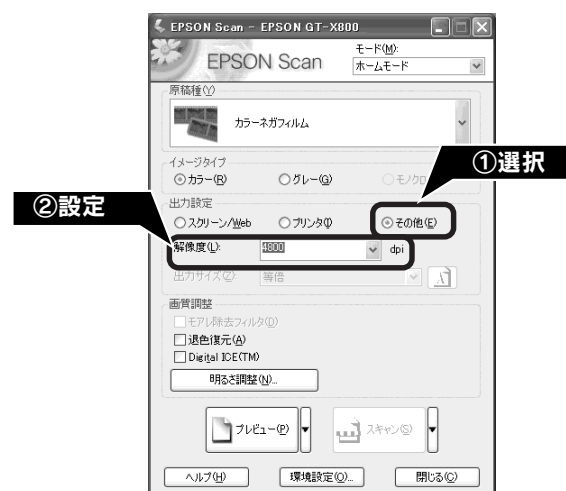 EPSON Scan - EPSON GT-X800
EPSON Scan
モード(M):
ホームモード
原稿種(Y)
カラーネガフィルム
イメージタイプ
カラー(R) グレー(G) モノクロ
①選択
出力設定
②設定
スクリーン/Web プリンタ(I) その他(E)
解像度(L): 4800 dpi
出力サイズ(Z): 等倍
画質調整
モアレ除去フィルタ(D)
退色復元(A)
Digital ICE(TM)
明るさ調整(N)...
プレビュー(P) スキャン(S)
ヘルプ(H) 環境設定(O)... 閉じる(C)